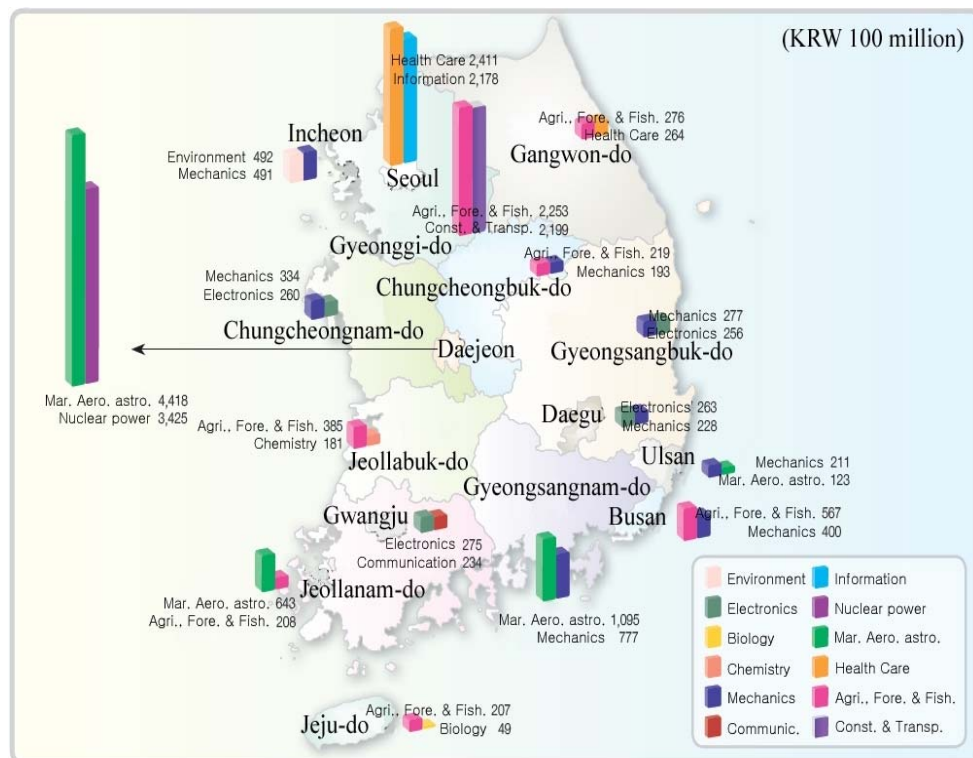 (KRW 100 million)
Health Care 2,411
Information 2,178
Seoul
Incheon
Environment 492
Mechanics 491
Agri., Fore. & Fish. 276
Health Care 264
Gangwon-do
Agri., Fore. & Fish. 2,253
Const. & Transp. 2,199
Gyeonggi-do
Agri., Fore. & Fish. 219
Mechanics 193
Chungcheongbuk-do
Mechanics 334
Electronics 260
Chungcheongnam-do
Daejeon
Mar. Aero. astro. 4,418
Nuclear power 3,425
Mechanics 277
Electronics 256
Gyeongsangbuk-do
Daegu
Electronics 263
Mechanics 228
Agri., Fore. & Fish. 385
Chemistry 181
Jeollabuk-do
Ulsan
Mechanics 211
Mar. Aero. astro. 123
Gyeongsangnam-do
Busan
Agri., Fore. & Fish. 567
Mechanics 400
Gwangju
Electronics 275
Communication 234
Jeollanam-do
Mar. Aero. astro. 643
Agri., Fore. & Fish. 208
Mar. Aero. astro. 1,095
Mechanics 777
Jeju-do
Agri., Fore. & Fish. 207
Biology 49
Environment
Information
Electronics
Nuclear power
Biology
Mar. Aero. astro.
Chemistry
Health Care
Mechanics
Agri., Fore. & Fish.
Communic.
Const. & Transp.